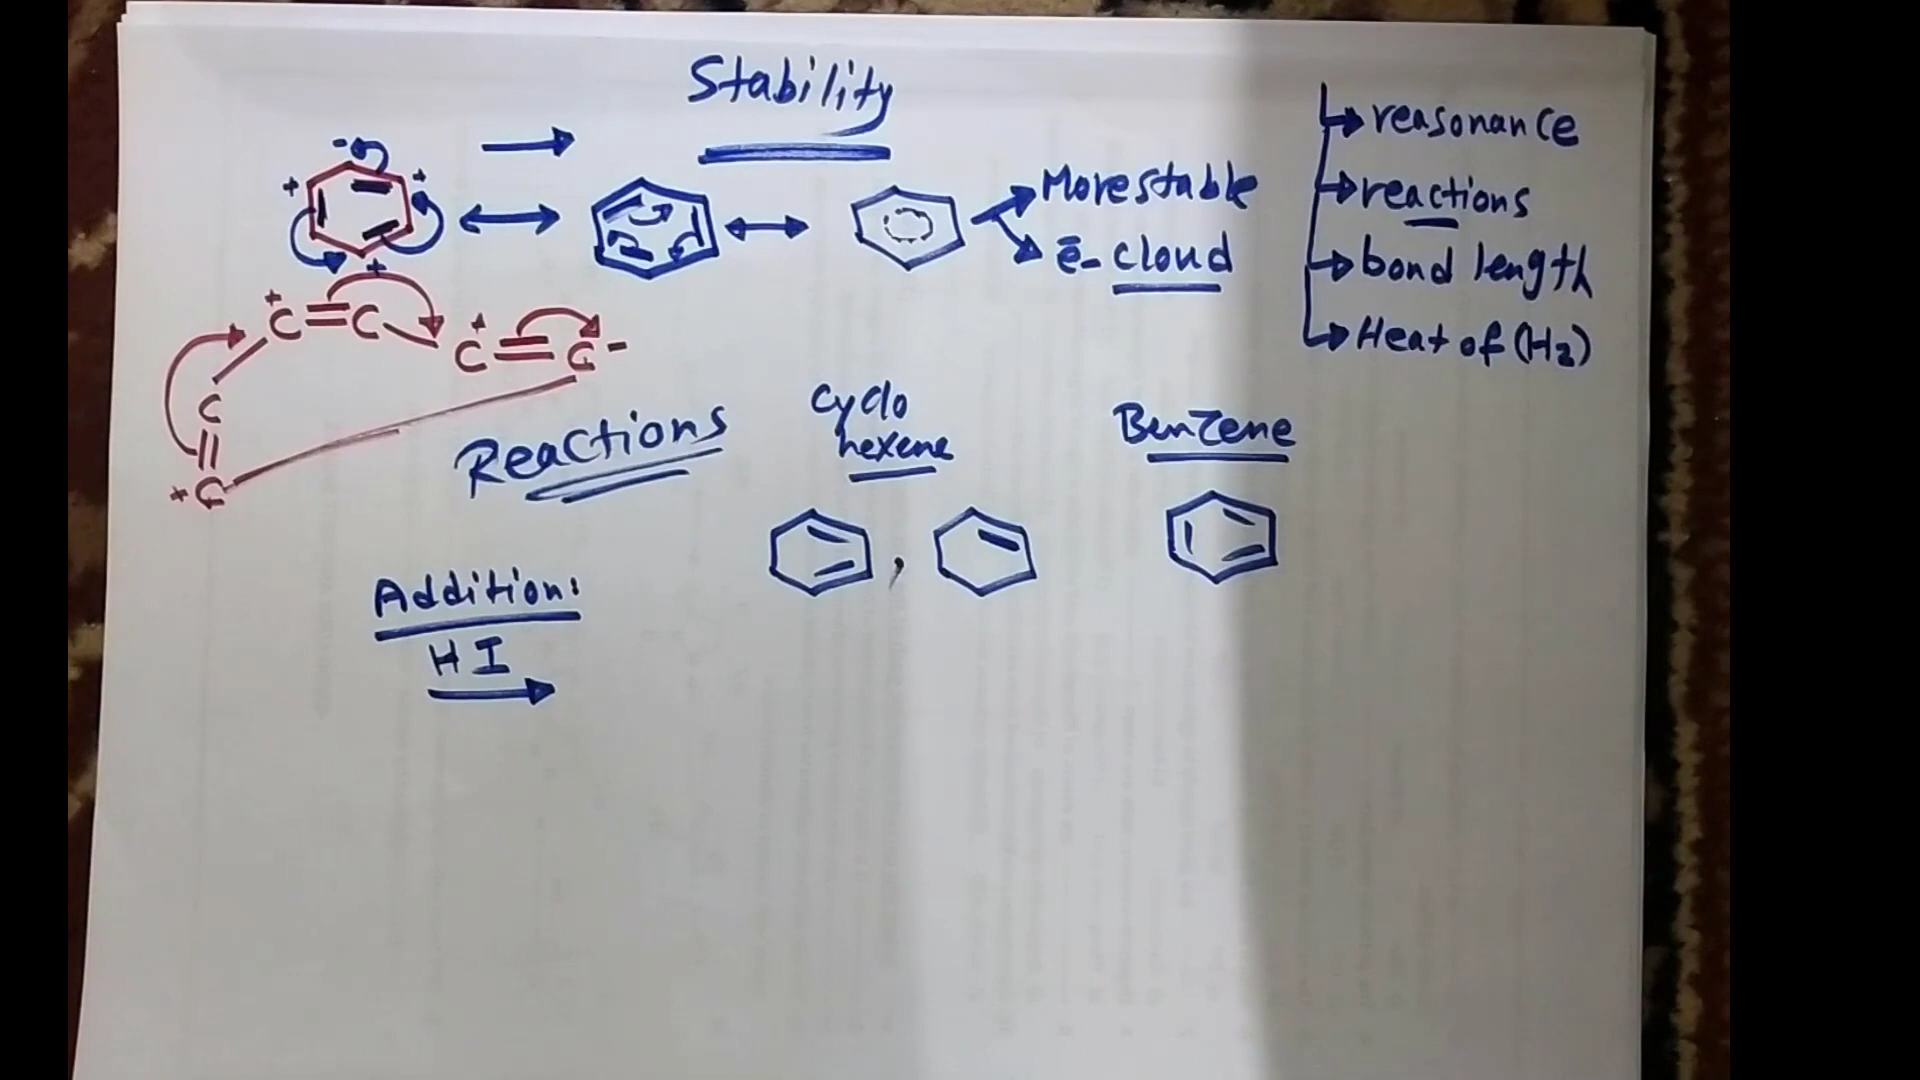 Stability
reasonance
reactions
bond length
Heat of (H2)
More stable
ē- cloud
- + + +
+ C = C
+ C = C -
C
||
+ C
Reactions
cyclo
hexene
Benzene
,
Addition:
HI